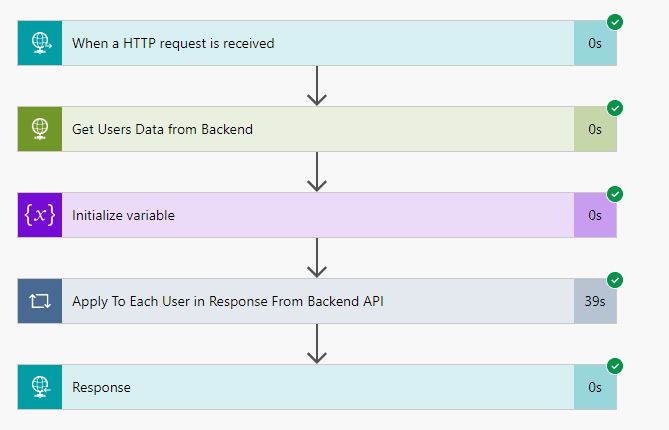 When a HTTP request is received 0s
Get Users Data from Backend 0s
{x} Initialize variable 0s
Apply To Each User in Response From Backend API 39s
Response 0s